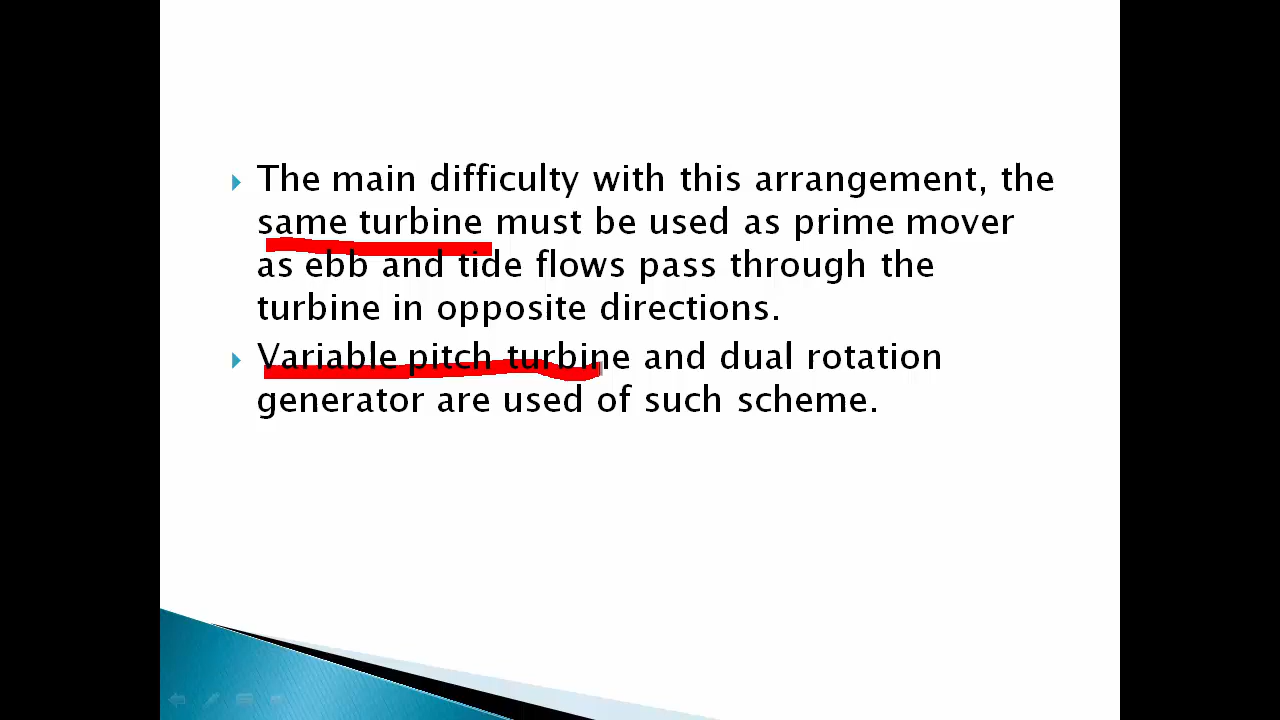 The main difficulty with this arrangement, the
same turbine must be used as prime mover
as ebb and tide flows pass through the
turbine in opposite directions.
Variable pitch turbine and dual rotation
generator are used of such scheme.